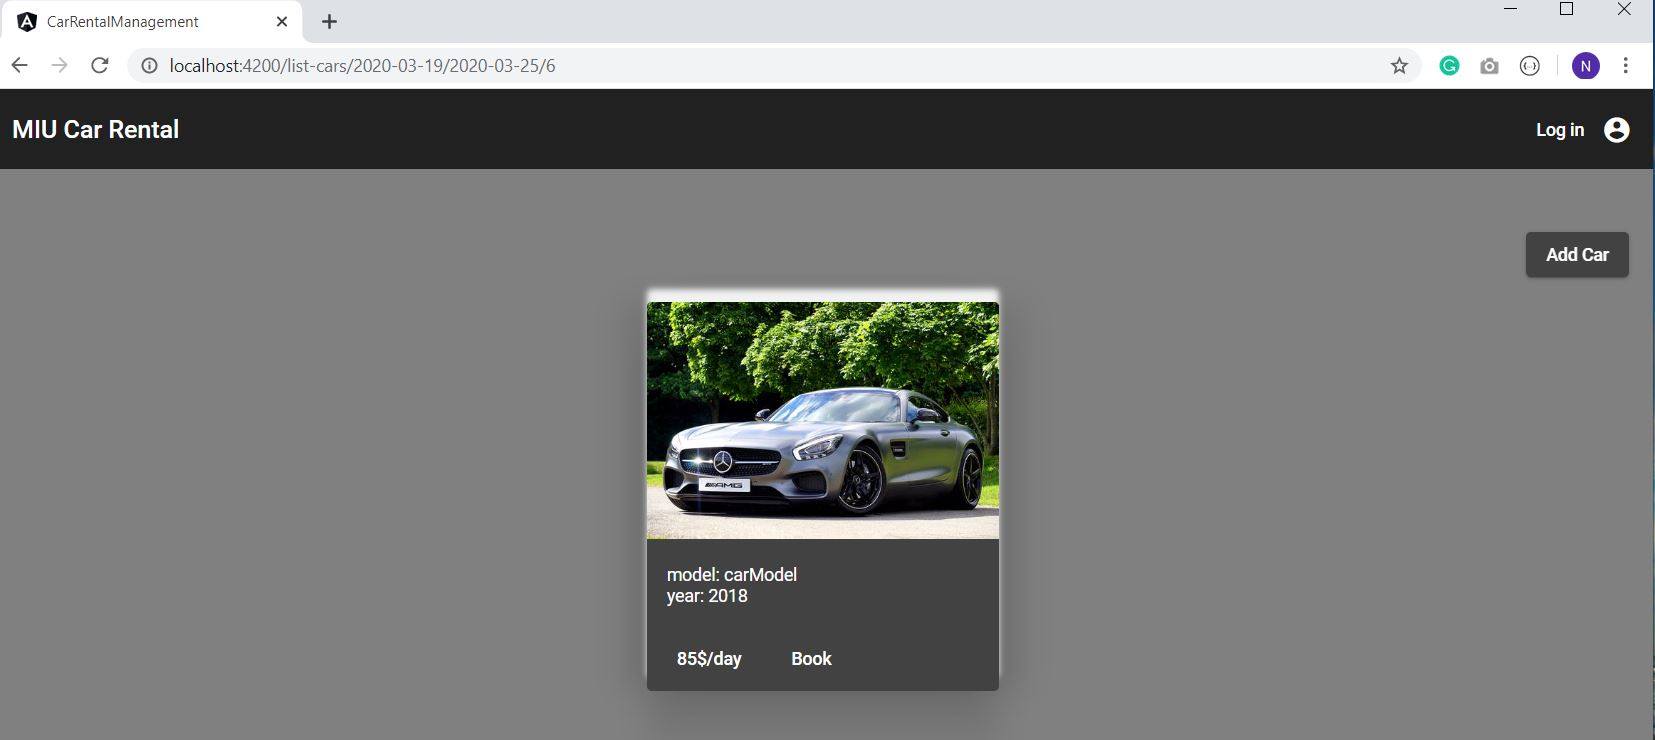 CarRentalManagement
localhost:4200/list-cars/2020-03-19/2020-03-25/6
N
MIU Car Rental
Log in
Add Car
AMG
model: carModel
year: 2018
85$/day
Book